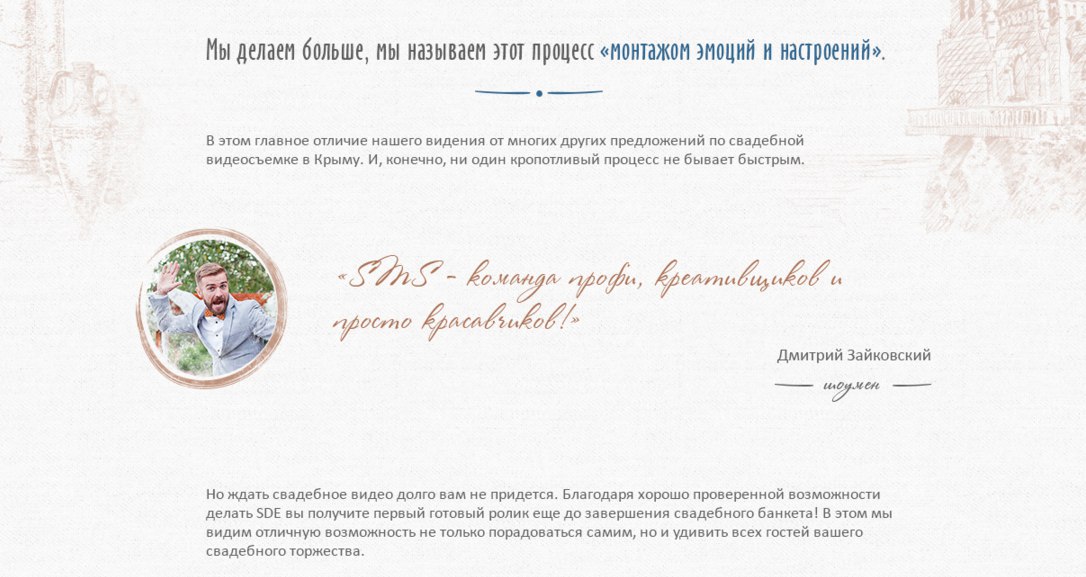 Мы делаем больше, мы называем этот процесс «монтажом эмоций и настроений».
В этом главное отличие нашего видения от многих других предложений по свадебной
видеосъемке в Крыму. И, конечно, ни один кропотливый процесс не бывает быстрым.
«SMS - команда профи, креативщиков и
просто красавчиков!»
Дмитрий Зайковский
шоумен
Но ждать свадебное видео долго вам не придется. Благодаря хорошо проверенной возможности
делать SDE вы получите первый готовый ролик еще до завершения свадебного банкета! В этом мы
видим отличную возможность не только порадоваться самим, но и удивить всех гостей вашего
свадебного торжества.